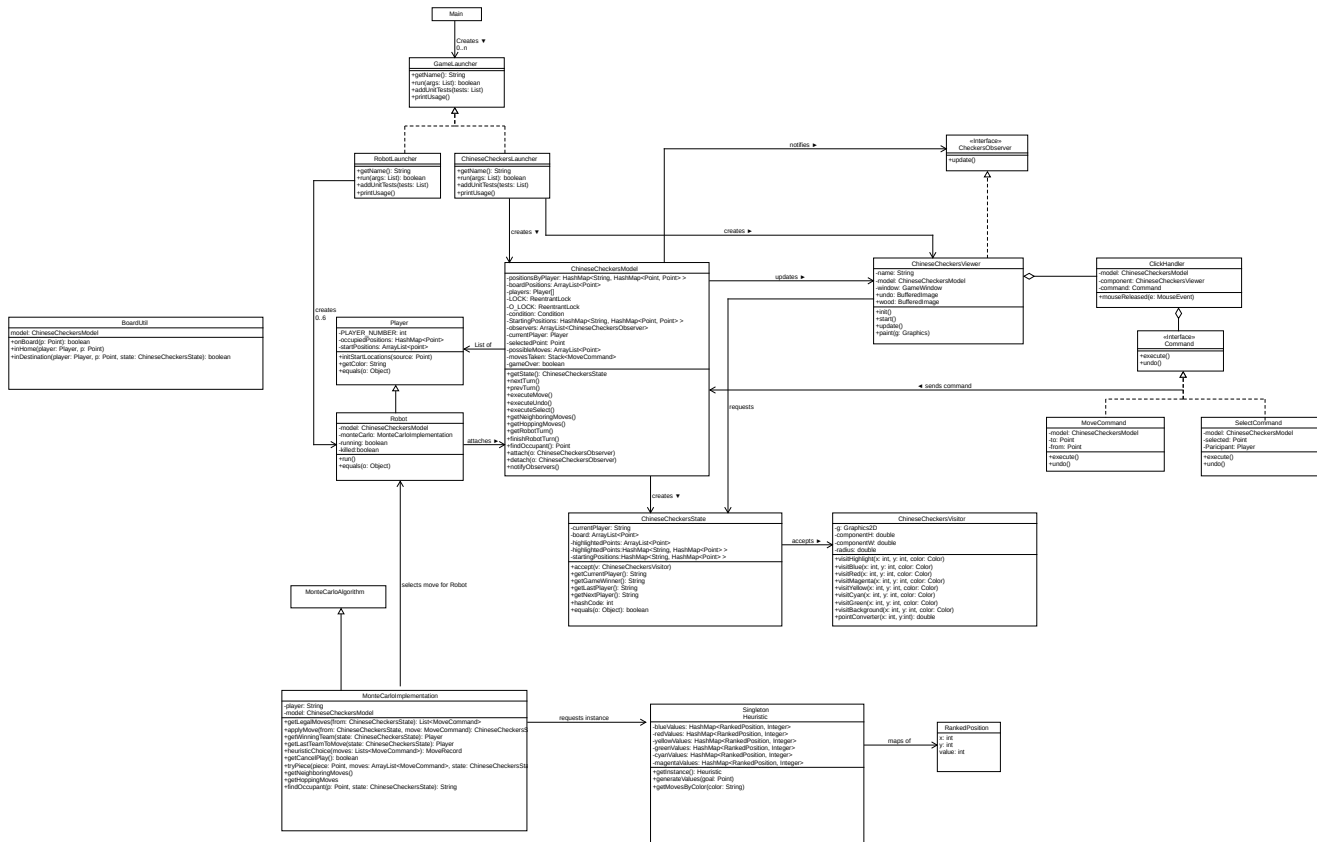 Main
Creates ▼
0..n
GameLauncher
+getName(): String
+run(args: List): boolean
+addUnitTests(tests: List)
+printUsage()
RobotLauncher
+getName(): String
+run(args: List): boolean
+addUnitTests(tests: List)
+printUsage()
ChineseCheckersLauncher
+getName(): String
+run(args: List): boolean
+addUnitTests(tests: List)
+printUsage()
notifies ►
«Interface»
CheckersObserver
+update()
creates ▼
creates ►
creates
0..6
BoardUtil
model: ChineseCheckersModel
+onBoard(p: Point): boolean
+inHome(player: Player, p: Point)
+inDestination(player: Player, p: Point, state: ChineseCheckersState): boolean
Player
-PLAYER_NUMBER: int
-occupiedPositions: HashMap<Point>
-startPositions: ArrayList<point>
+initStartLocations(source: Point)
+getColor: String
+equals(o: Object)
List of
Robot
-model: ChineseCheckersModel
-monteCarlo: MonteCarloImplementation
-running: boolean
-killed:boolean
+run()
+equals(o: Object)
attaches ►
ChineseCheckersModel
-positionsByPlayer: HashMap<String, HashMap<Point, Point> >
-boardPositions: ArrayList<Point>
-players: Player[]
-LOCK: ReentrantLock
-O_LOCK: ReentrantLock
-condition: Condition
-StartingPositions: HashMap<String, HashMap<Point, Point> >
-observers: ArrayList<ChineseCheckersObserver>
-currentPlayer: Player
-selectedPoint: Point
-possibleMoves: ArrayList<Point>
-movesTaken: Stack<MoveCommand>
-gameOver: boolean
+getState(): ChineseCheckersState
+nextTurn()
+prevTurn()
+executeMove()
+executeUndo()
+executeSelect()
+getNeighboringMoves()
+getHoppingMoves()
+getRobotTurn()
+finishRobotTurn()
+findOccupant(): Point
+attach(o: ChineseCheckersObserver)
+detach(o: ChineseCheckersObserver)
+notifyObservers()
updates ►
ChineseCheckersViewer
-name: String
-model: ChineseCheckersModel
-window: GameWindow
+undo: BufferedImage
+wood: BufferedImage
+init()
+start()
+update()
+paint(g: Graphics)
ClickHandler
-model: ChineseCheckersModel
-component: ChineseCheckersViewer
-command: Command
+mouseReleased(e: MouseEvent)
«Interface»
Command
+execute()
+undo()
◄ sends command
requests
MoveCommand
-model: ChineseCheckersModel
-to: Point
-from: Point
+execute()
+undo()
SelectCommand
-model: ChineseCheckersModel
-selected: Point
-Paricipant: Player
+execute()
+undo()
creates ▼
ChineseCheckersState
-currentPlayer: String
-board: ArrayList<Point>
-highlightedPoints: ArrayList<Point>
-highlightedPoints:HashMap<String, HashMap<Point> >
-startingPositions:HashMap<String, HashMap<Point> >
+accept(v: ChineseCheckersVisitor)
+getCurrentPlayer(): String
+getGameWinner(): String
+getLastPlayer(): String
+getNextPlayer(): String
+hashCode: int
+equals(o: Object): boolean
accepts ►
ChineseCheckersVisitor
-g: Graphics2D
-componentH: double
-componentW: double
-radius: double
+visitHighlight(x: int, y: int, color: Color)
+visitBlue(x: int, y: int, color: Color)
+visitRed(x: int, y: int, color: Color)
+visitMagenta(x: int, y: int, color: Color)
+visitYellow(x: int, y: int, color: Color)
+visitCyan(x: int, y: int, color: Color)
+visitGreen(x: int, y: int, color: Color)
+visitBackground(x: int, y: int, color: Color)
+pointConverter(x: int, y:int): double
selects move for Robot
MonteCarloAlgorithm
MonteCarloImplementation
-player: String
-model: ChineseCheckersModel
+getLegalMoves(from: ChineseCheckersState): List<MoveCommand>
+applyMove(from: ChineseCheckersState, move: MoveCommand): ChineseCheckersS
+getWinningTeam(state: ChineseCheckersState): Player
+getLastTeamToMove(state: ChineseCheckersState): Player
+heuristicChoice(moves: Lists<MoveCommand>): MoveRecord
+getCancelPlay(): boolean
+tryPiece(piece: Point, moves: ArrayList<MoveCommand>, state: ChineseCheckersSta
+getNeighboringMoves()
+getHoppingMoves
+findOccupant(p: Point, state: ChineseCheckersState): String
requests instance
Singleton
Heuristic
-blueValues: HashMap<RankedPosition, Integer>
-redValues: HashMap<RankedPosition, Integer>
-yellowValues: HashMap<RankedPosition, Integer>
-greenValues: HashMap<RankedPosition, Integer>
-cyanValues: HashMap<RankedPosition, Integer>
-magentaValues: HashMap<RankedPosition, Integer>
+getInstance(): Heuristic
+generateValues(goal: Point)
+getMovesByColor(color: String)
maps of
RankedPosition
x: int
y: int
value: int